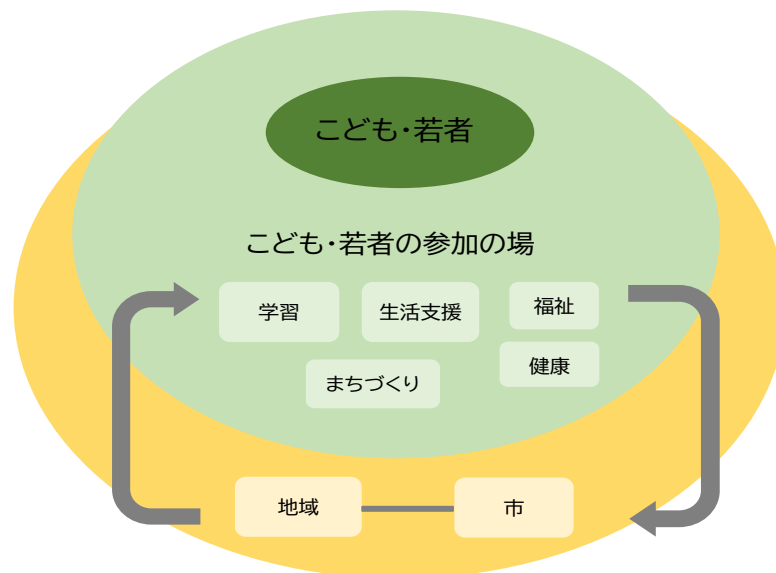 こども・若者
こども・若者の参加の場
学習
生活支援
福祉
健康
まちづくり
地域
市